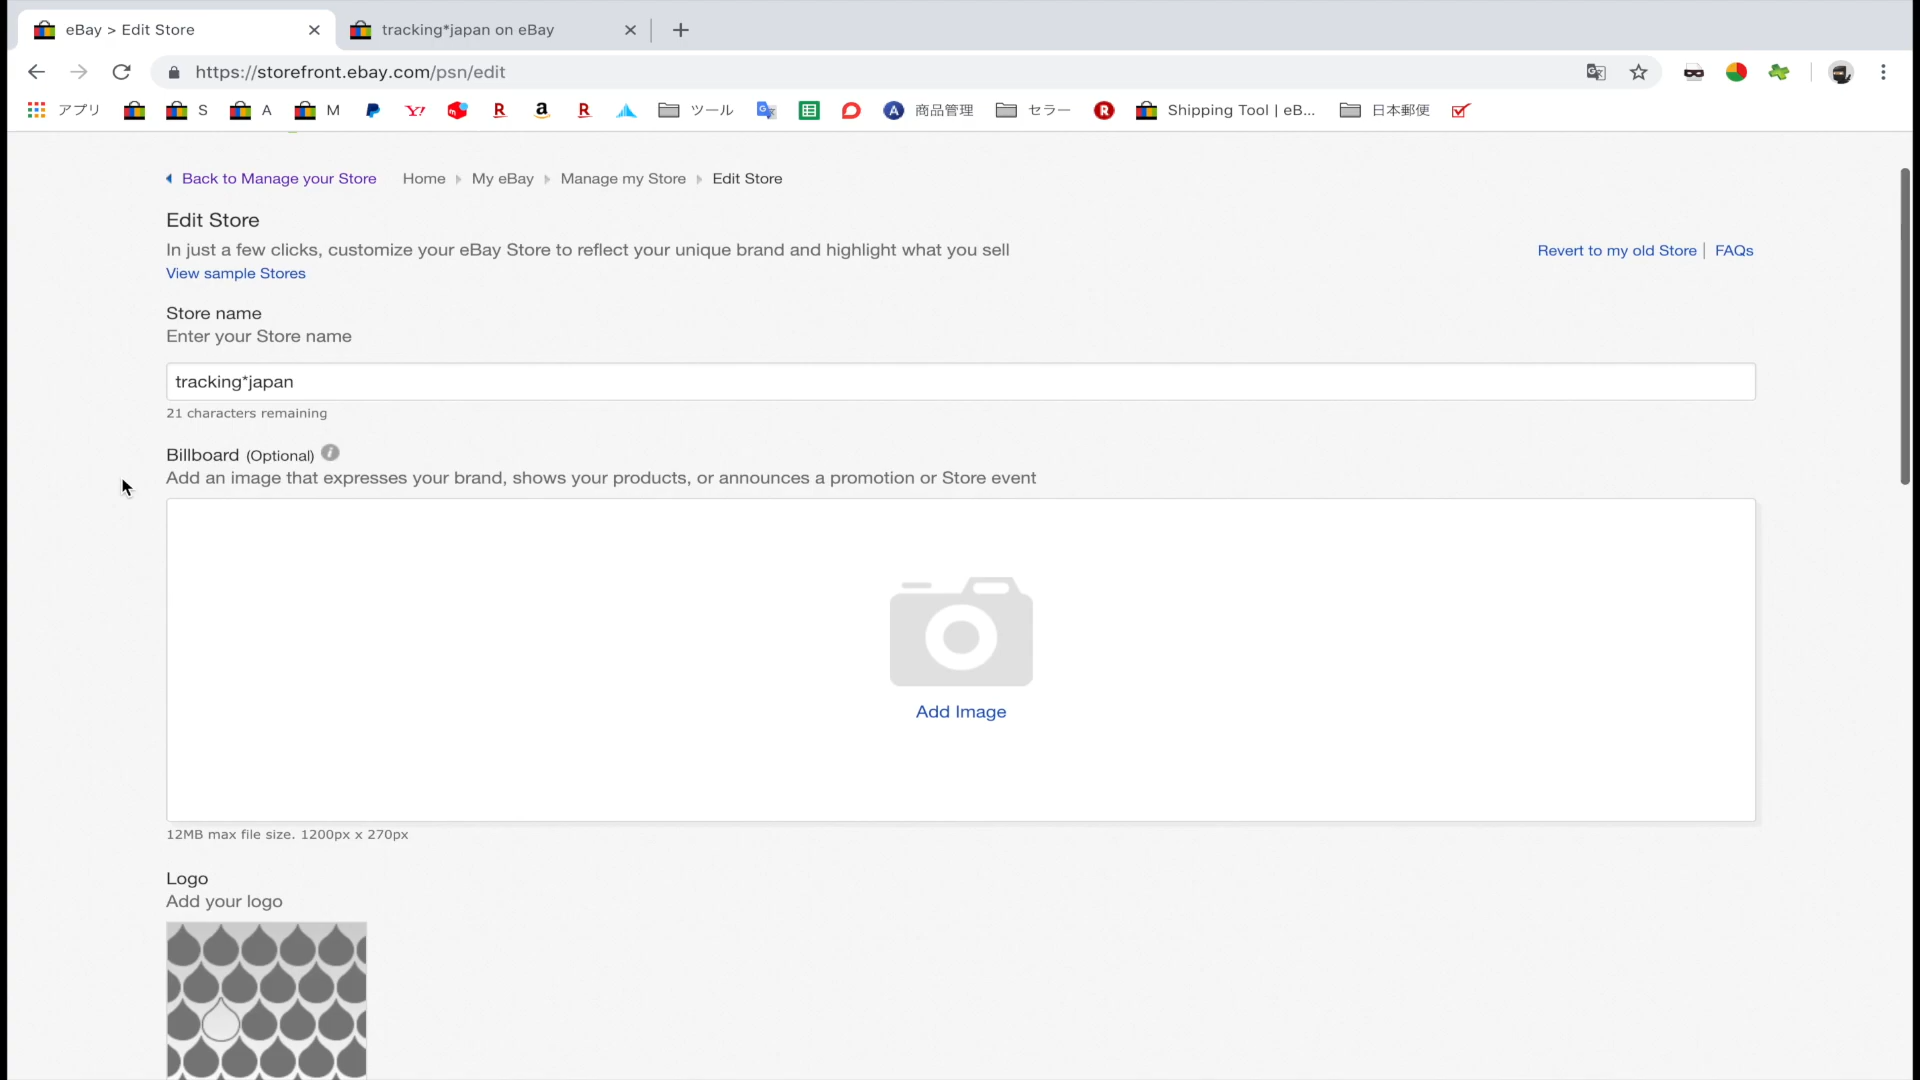 eBay > Edit Store
tracking*japan on eBay
https://storefront.ebay.com/psn/edit
アプリ S A M ツール 商品管理 セラー Shipping Tool | eB... 日本郵便
Back to Manage your Store Home My eBay Manage my Store Edit Store
Edit Store
In just a few clicks, customize your eBay Store to reflect your unique brand and highlight what you sell
Revert to my old Store | FAQs
View sample Stores
Store name
Enter your Store name
tracking*japan
21 characters remaining
Billboard (Optional)
Add an image that expresses your brand, shows your products, or announces a promotion or Store event
Add Image
12MB max file size. 1200px x 270px
Logo
Add your logo